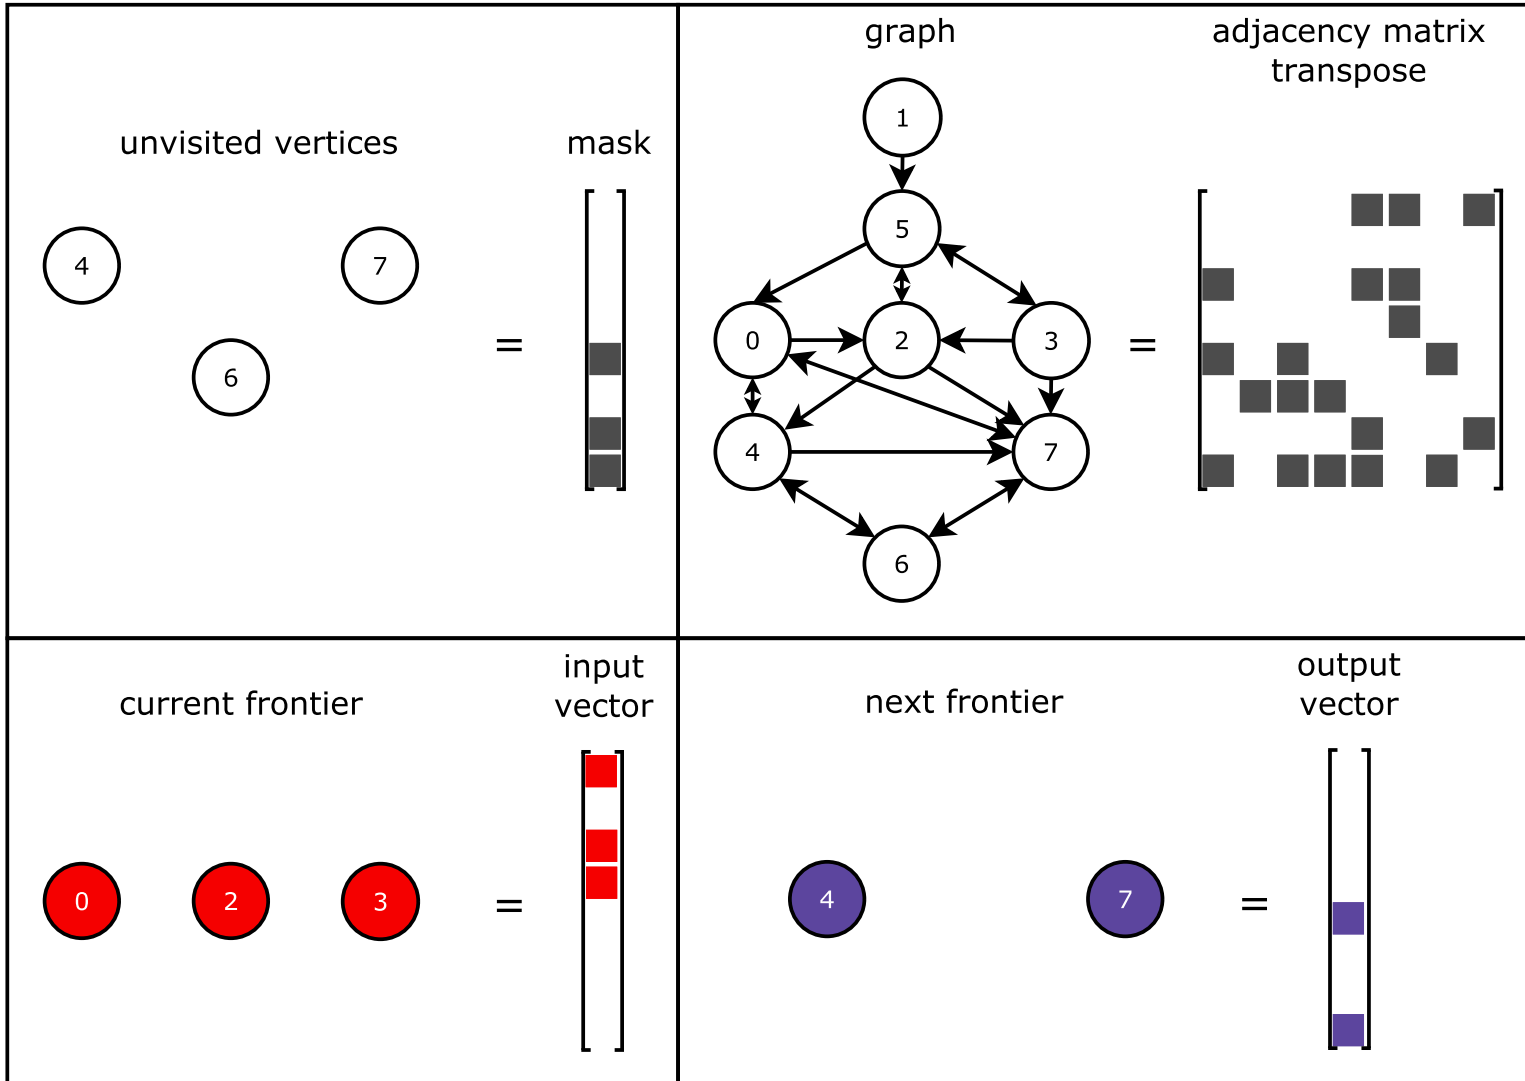 unvisited vertices
mask
4
7
6
=
graph
adjacency matrix
transpose
1
5
0
2
3
4
7
6
=
current frontier
input
vector
0
2
3
=
next frontier
output
vector
4
7
=